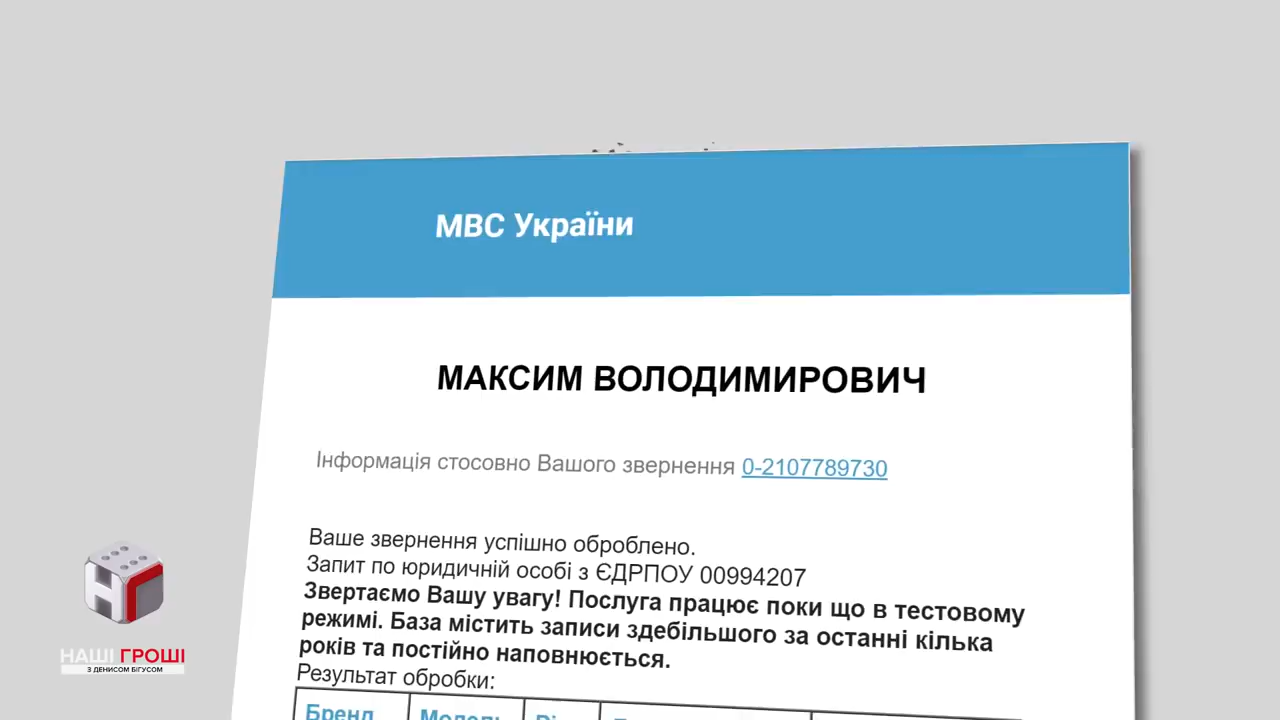 МВС України
МАКСИМ ВОЛОДИМИРОВИЧ
Інформація стосовно Вашого звернення 0-2107789730
Ваше звернення успішно оброблено.
Запит по юридичній особі з ЄДРПОУ 00994207
Звертаємо Вашу увагу! Послуга працює поки що в тестовому
режимі. База містить записи здебільшого за останні кілька
років та постійно наповнюється.
Результат обробки:
Бренд Модель
НАШІ ГРОШІ
З ДЕНИСОМ БІГУСОМ